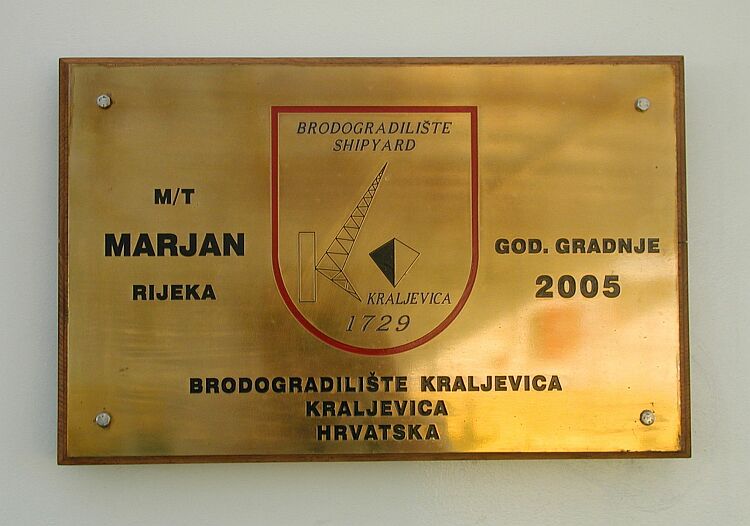 M/T
MARJAN
RIJEKA
BRODOGRADILIŠTE
SHIPYARD
KRALJEVICA
1729
GOD. GRADNJE
2005
BRODOGRADILIŠTE KRALJEVICA
KRALJEVICA
HRVATSKA